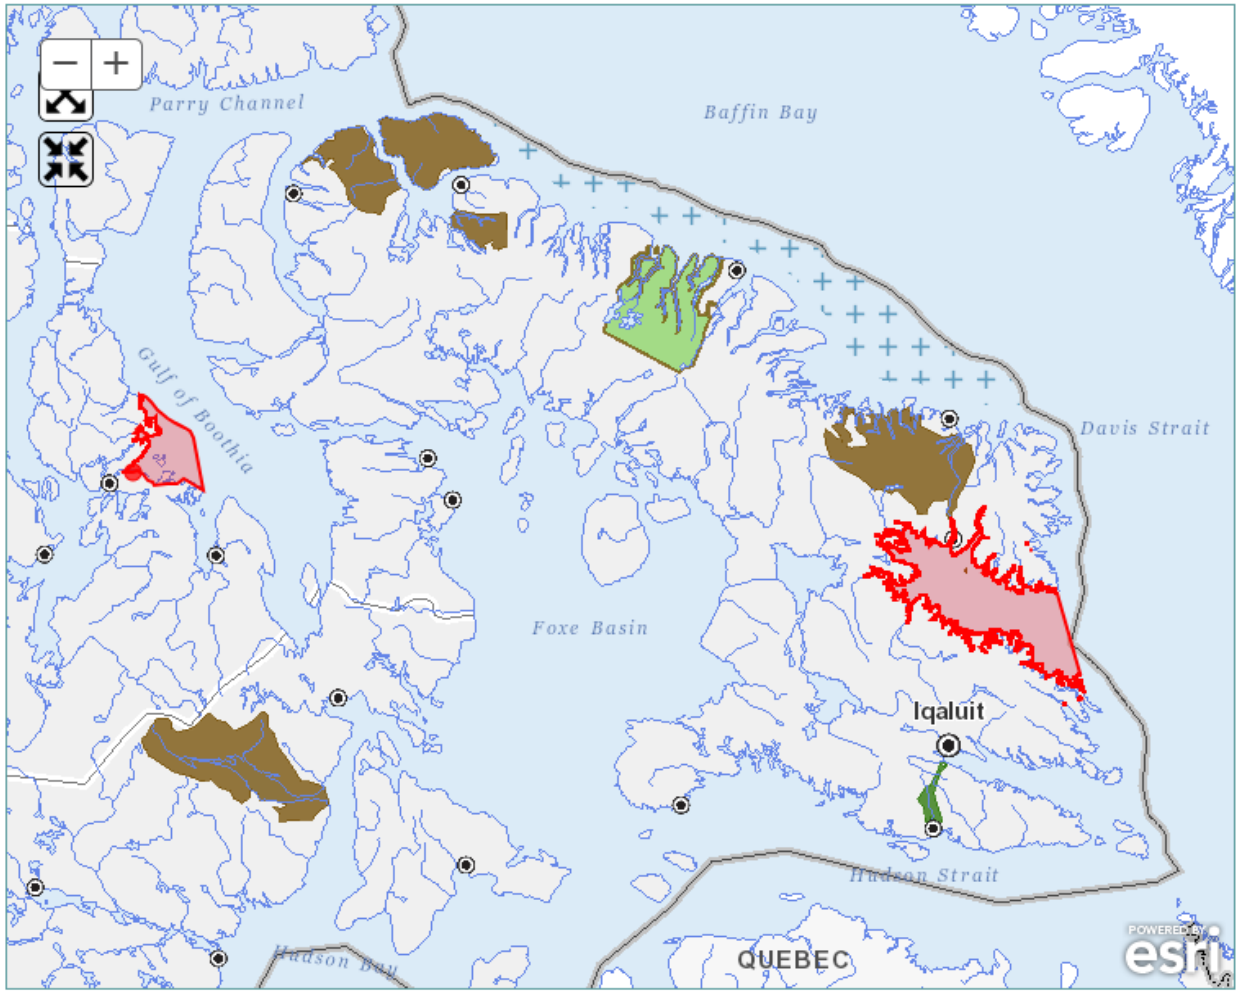 Parry Channel
Baffin Bay
Gulf of Boothia
Davis Strait
Foxe Basin
Iqaluit
Hudson Strait
Hudson Bay
QUEBEC
POWERED BY
esri